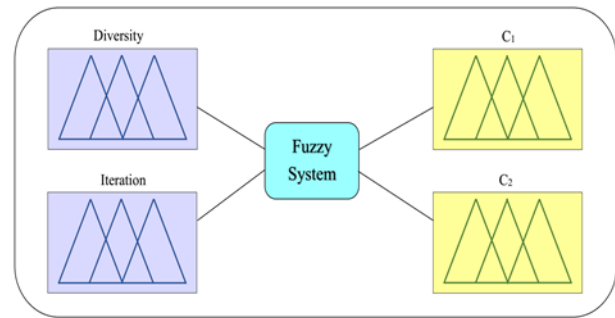 Diversity
C₁
Fuzzy
System
Iteration
C₂